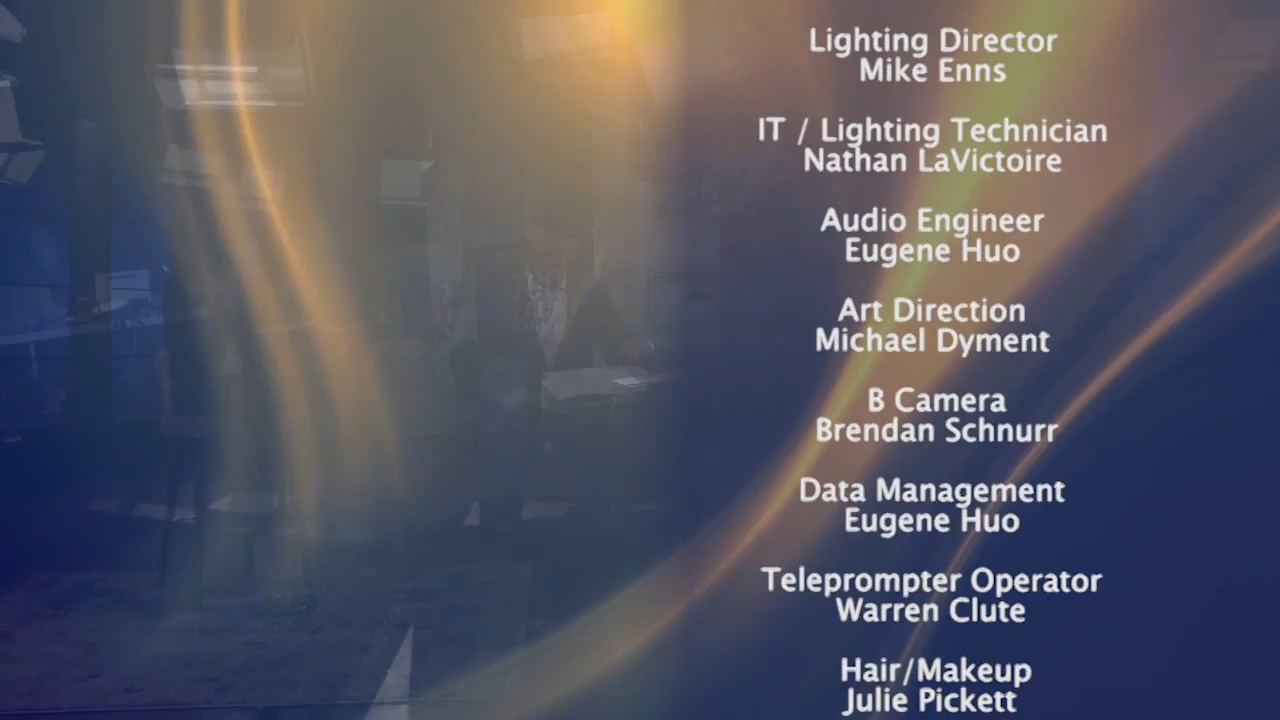 Lighting Director
Mike Enns
IT / Lighting Technician
Nathan LaVictoire
Audio Engineer
Eugene Huo
Art Direction
Michael Dyment
B Camera
Brendan Schnurr
Data Management
Eugene Huo
Teleprompter Operator
Warren Clute
Hair/Makeup
Julie Pickett